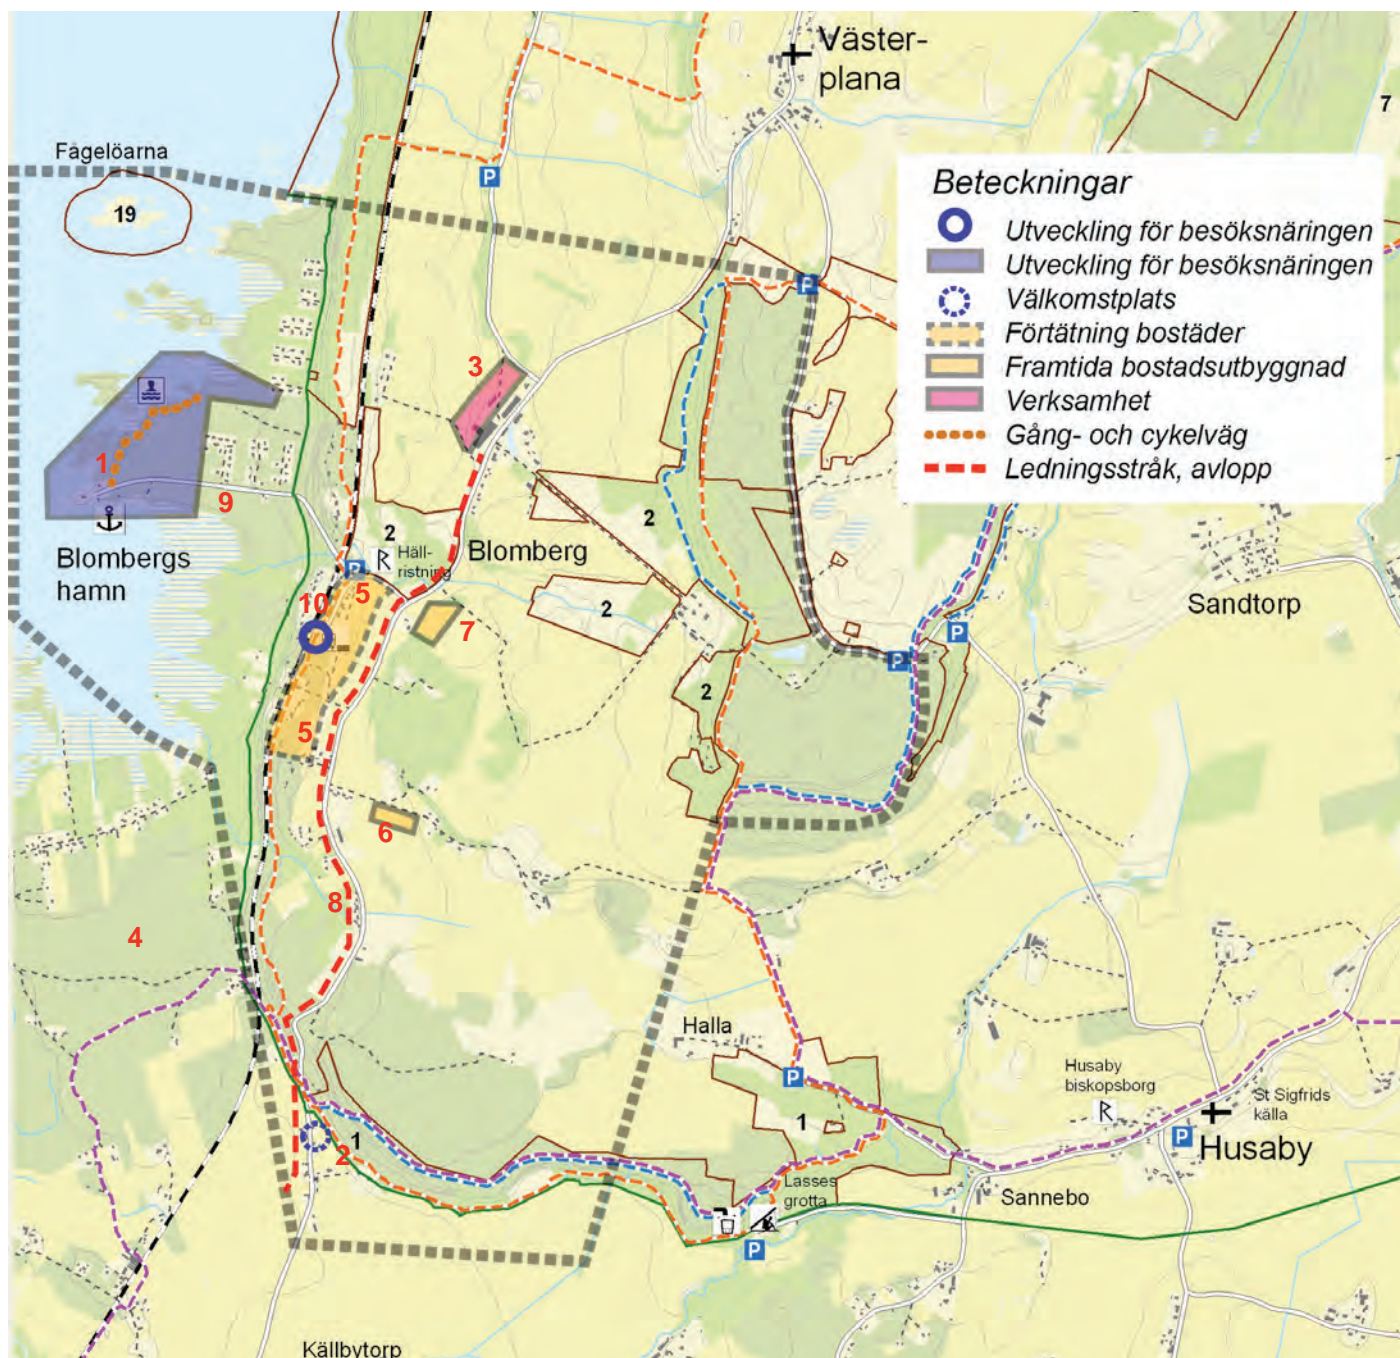 Väster-
plana
7
Fågelöarna
19
P
Beteckningar
Utveckling för besöksnäringen
Utveckling för besöksnäringen
Välkomstplats
Förtätning bostäder
Framtida bostadsutbyggnad
Verksamhet
Gång- och cykelväg
Ledningsstråk, avlopp
P
3
1
9
2
2
Blomberg
Häll-
ristning
Blombergs
hamn
P
5
10
2
7
Sandtorp
P
P
2
5
6
8
4
Halla
P
1
Husaby
biskopsborg
St Sigfrids
källa
P
Husaby
1
2
Lasses
grotta
Sannebo
P
Källbytorp